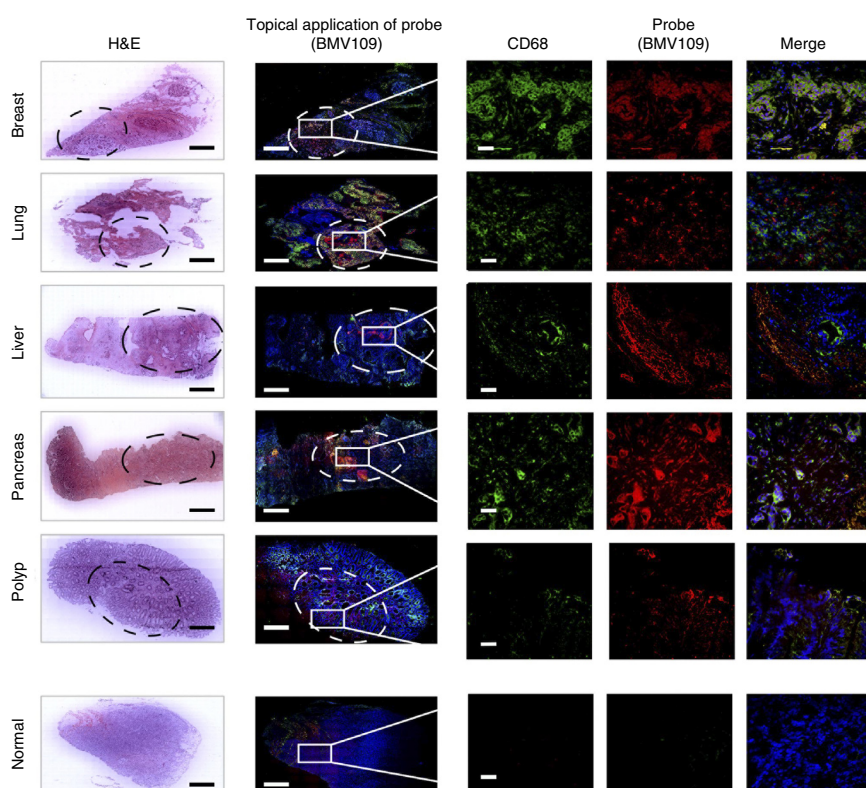 H&E
Topical application of probe
(BMV109)
CD68
Probe
(BMV109)
Merge
Breast
Lung
Liver
Pancreas
Polyp
Normal